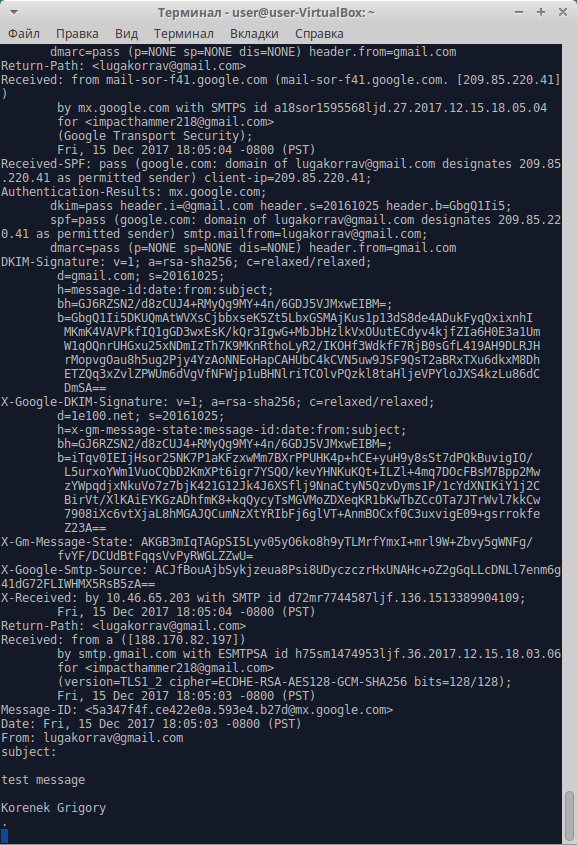 Терминал - user@user-VirtualBox: ~
Файл Правка Вид Терминал Вкладки Справка
dmarc=pass (p=NONE sp=NONE dis=NONE) header.from=gmail.com
Return-Path: <lugakorrav@gmail.com>
Received: from mail-sor-f41.google.com (mail-sor-f41.google.com. [209.85.220.41]
)
by mx.google.com with SMTPS id a18sor1595568ljd.27.2017.12.15.18.05.04
for <impacthammer218@gmail.com>
(Google Transport Security);
Fri, 15 Dec 2017 18:05:04 -0800 (PST)
Received-SPF: pass (google.com: domain of lugakorrav@gmail.com designates 209.85
.220.41 as permitted sender) client-ip=209.85.220.41;
Authentication-Results: mx.google.com;
dkim=pass header.i=@gmail.com header.s=20161025 header.b=GbgQ1Ii5;
spf=pass (google.com: domain of lugakorrav@gmail.com designates 209.85.22
0.41 as permitted sender) smtp.mailfrom=lugakorrav@gmail.com;
dmarc=pass (p=NONE sp=NONE dis=NONE) header.from=gmail.com
DKIM-Signature: v=1; a=rsa-sha256; c=relaxed/relaxed;
d=gmail.com; s=20161025;
h=message-id:date:from:subject;
bh=GJ6RZSN2/d8zCUJ4+RMyQg9MY+4n/6GDJ5VJMxwEIBM=;
b=GbgQ1Ii5DKUQmAtWVXsCjbbxseK5Zt5LbxGSMAjKus1p13dS8de4ADukFyqQxixnhI
MKmK4VAVPkfIQ1gGD3wxEsK/kQr3IgwG+MbJbHzlkVxOUutECdyv4kjfZIa6H0E3a1Um
W1qOQnrUHGxu25xNDmIzTh7K9MKnRthoLyR2/IKOHf3WdkfF7RjB0sGfL419AH9DLRJH
rMopvgOau8h5ug2Pjy4YzAoNNEoHapCAHUbC4kCVN5uw9JSF9QsT2aBRxTXu6dkxM8Dh
ETZQq3xZvlZPWUm6dVgVfNFWjp1uBHNlriTCOlvPQzkl8taHljeVPYloJXS4kzLu86dC
DmSA==
X-Google-DKIM-Signature: v=1; a=rsa-sha256; c=relaxed/relaxed;
d=1e100.net; s=20161025;
h=x-gm-message-state:message-id:date:from:subject;
bh=GJ6RZSN2/d8zCUJ4+RMyQg9MY+4n/6GDJ5VJMxwEIBM=;
b=iTqv0IEIjHsor25NK7P1aKFzxwMm7BXrPPUHK4p+hCE+yuH9y8sSt7dPQkBuvigIO/
L5urxoYWm1VuoCQbD2KmXPt6igr7YSQO/kevYHNKuKQt+ILZl+4mq7DOcFBsM7Bpp2Mw
zYWpqdjxNkuVo7z7bjK421G12Jk4J6XSflj9NnaCtyN5QzvDyms1P/1cYdXNIKiY1j2C
BirVt/XlKAiEYKGzADhfmK8+kqQycyTsMGVMoZDXeqKR1bKwTbZCcOTa7JTrWvl7kkCw
7908iXc6vtXjaL8hMGAJQCumNzXtYRIbFj6glVT+AnmBOCxf0C3uxvigE09+gsrrokfe
Z23A==
X-Gm-Message-State: AKGB3mIqTAGpSI5Lyv05yO6ko8h9yTLMrfYmxI+mrl9W+Zbvy5gWNFg/
fvYF/DCUdBtFqqsVvPyRWGLZZwU=
X-Google-Smtp-Source: ACJfBouAjbSykjzeua8Psi8UDyczczrHxUNAHc+oZ2gGqLLcDNLl7enm6g
41dG72FLIWHMX5RsB5zA==
X-Received: by 10.46.65.203 with SMTP id d72mr7744587ljf.136.1513389904109;
Fri, 15 Dec 2017 18:05:04 -0800 (PST)
Return-Path: <lugakorrav@gmail.com>
Received: from a ([188.170.82.197])
by smtp.gmail.com with ESMTPSA id h75sm1474953ljf.36.2017.12.15.18.03.06
for <impacthammer218@gmail.com>
(version=TLS1_2 cipher=ECDHE-RSA-AES128-GCM-SHA256 bits=128/128);
Fri, 15 Dec 2017 18:05:03 -0800 (PST)
Message-ID: <5a347f4f.ce422e0a.593e4.b27d@mx.google.com>
Date: Fri, 15 Dec 2017 18:05:03 -0800 (PST)
From: lugakorrav@gmail.com
subject:
test message
Korenek Grigory
.